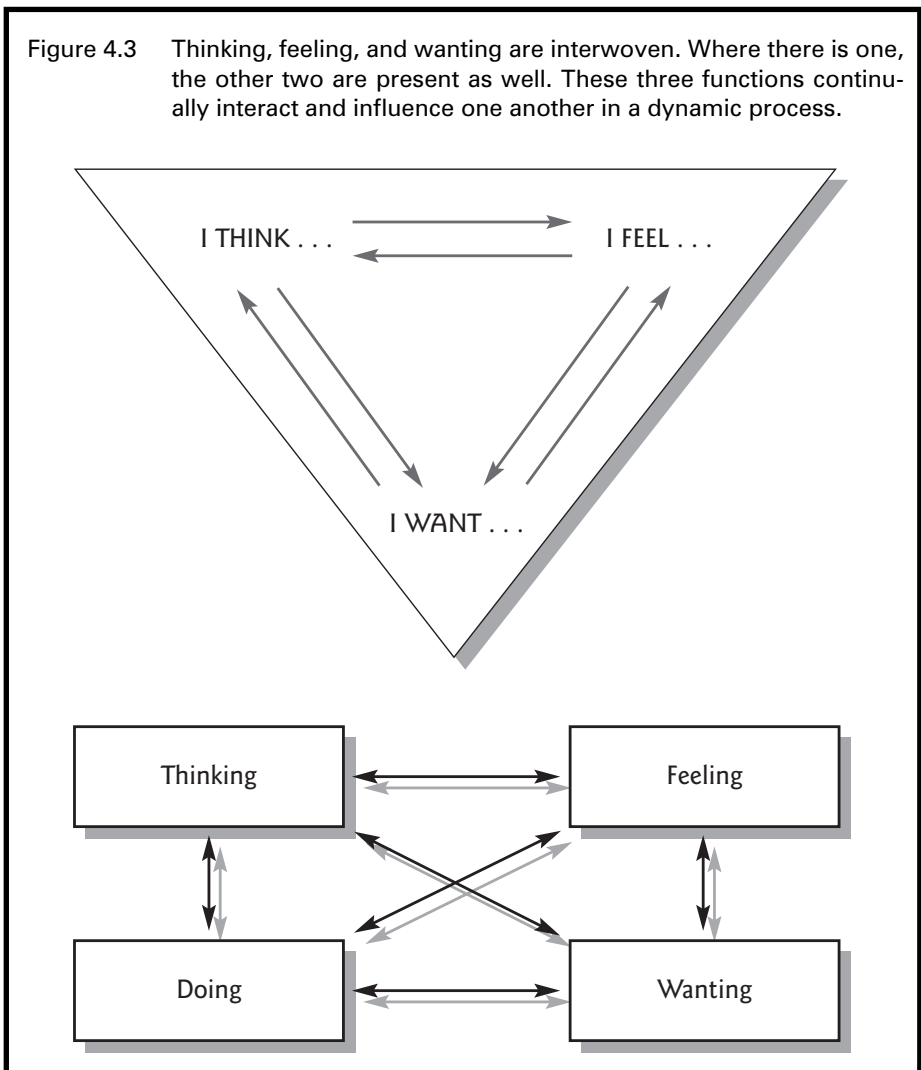 Figure 4.3 Thinking, feeling, and wanting are interwoven. Where there is one,
the other two are present as well. These three functions continu-
ally interact and influence one another in a dynamic process.
I THINK . . .
I FEEL . . .
I WANT . . .
Thinking
Feeling
Doing
Wanting